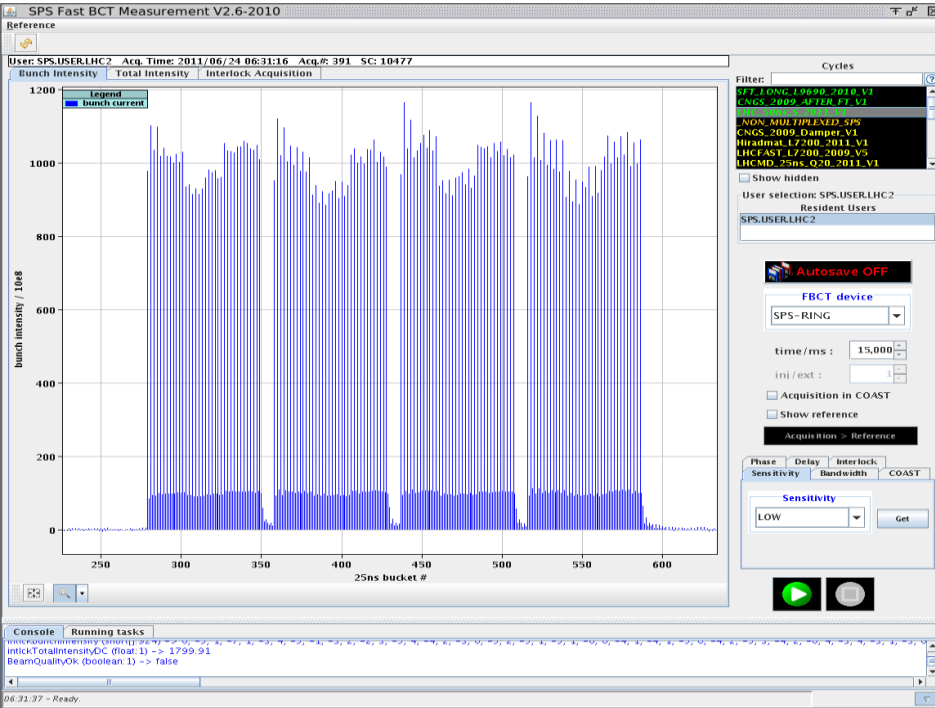 SPS Fast BCT Measurement V2.6-2010
Reference
User: SPS.USER.LHC2 Acq. Time: 2011/06/24 06:31:16 Acq.#: 391 SC: 10477
Bunch Intensity Total Intensity Interlock Acquisition
Legend
bunch current
1200
1000
800
600
400
200
0
bunch intensity / 10e8
250 300 350 400 450 500 550 600
25ns bucket #
Cycles
Filter:
SFT_LONG_L9690_2010_V1
CNGS_2009_AFTER_FT_V1
_NON_MULTIPLEXED_SPS
CNGS_2009_Damper_V1
Hiradmat_L7200_2011_V1
LHCFAST_L7200_2009_V5
LHCMD_25ns_Q20_2011_V1
Show hidden
User selection: SPS.USER.LHC2
Resident Users
SPS.USER.LHC2
Autosave OFF
FBCT device
SPS-RING
time/ms : 15,000
inj/ext : 1
Acquisition in COAST
Show reference
Acquisition > Reference
Phase Delay Interlock
Sensitivity Bandwidth COAST
Sensitivity
LOW Get
Console Running tasks
intlckTotalIntensityDC (float:1) -> 1799.91
BeamQualityOk (boolean:1) -> false
06:31:37 - Ready.